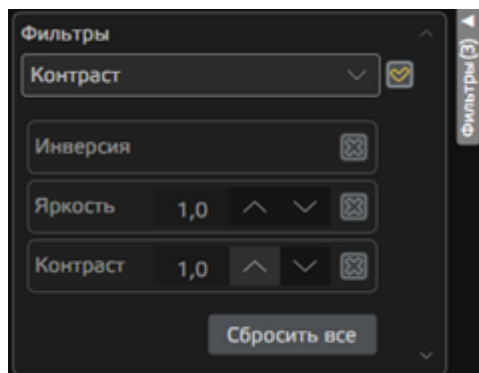 Фильтры
Контраст
Инверсия
Яркость 1,0
Контраст 1,0
Сбросить все
Фильтры (3)